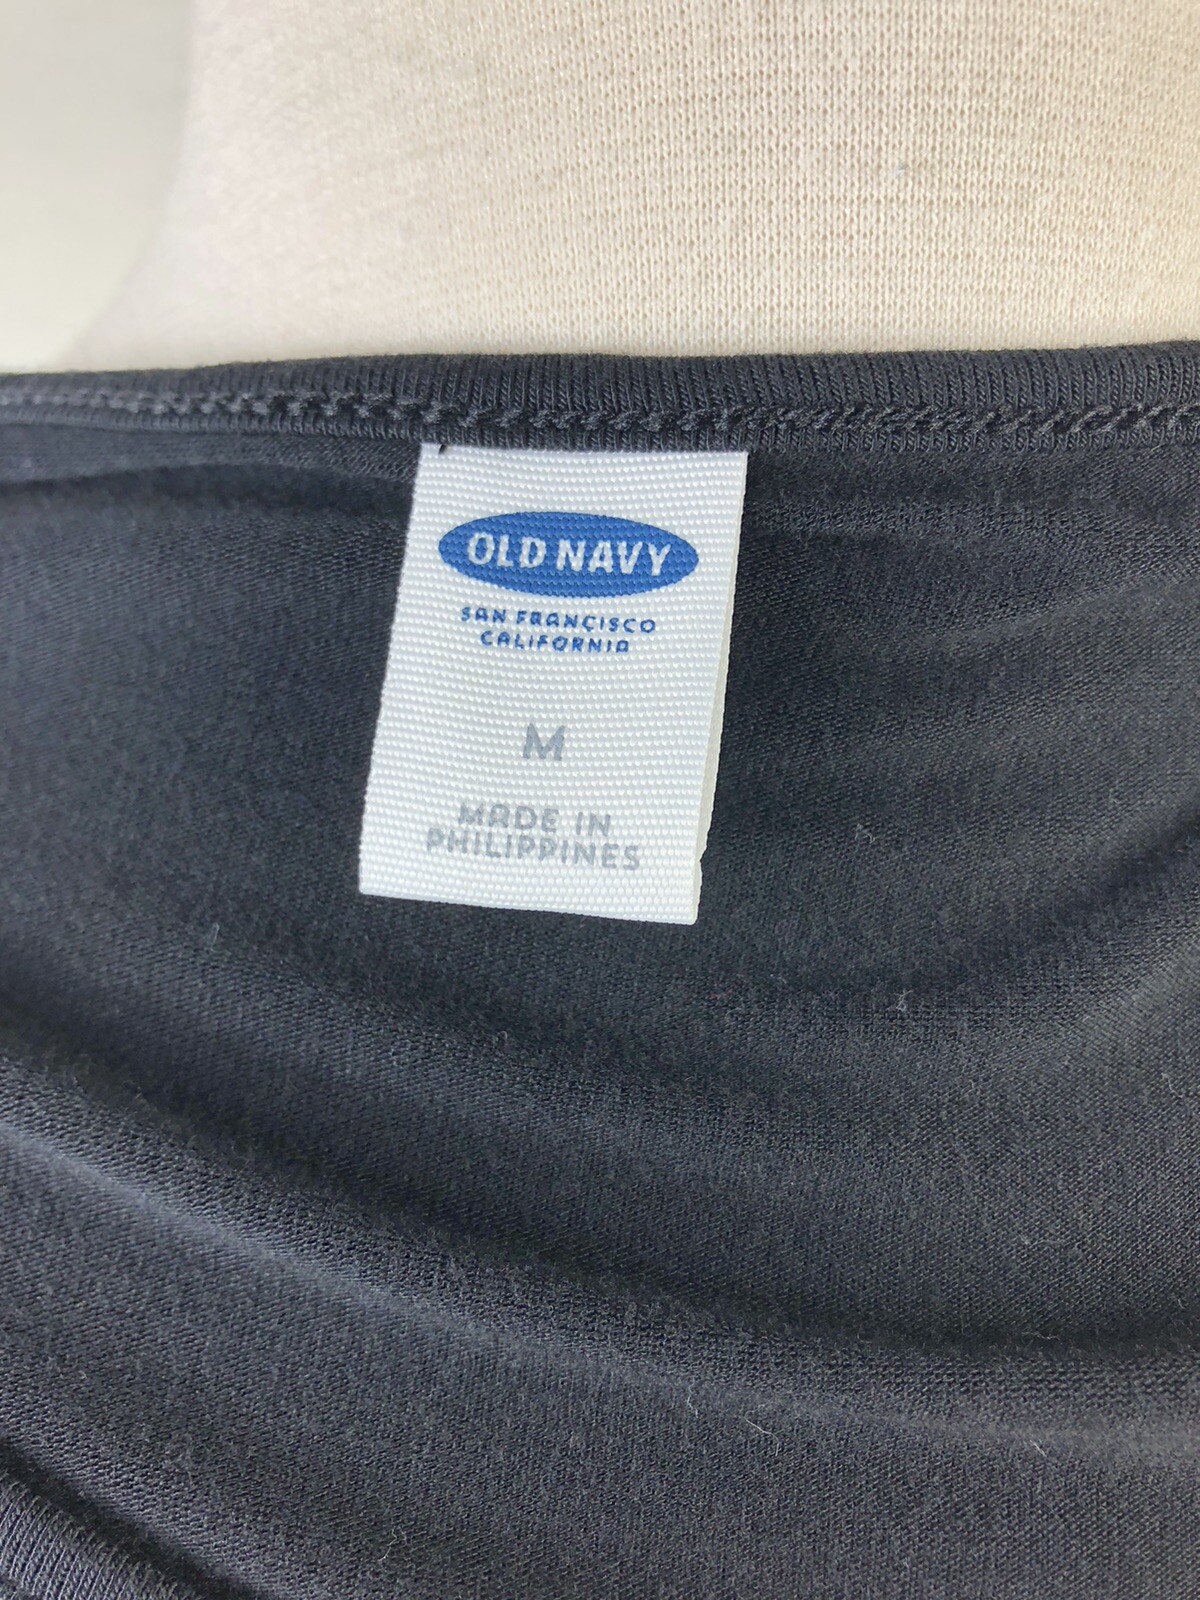 OLD NAVY
SAN FRANCISCO
CALIFORNIA
M
MADE IN
PHILIPPINES